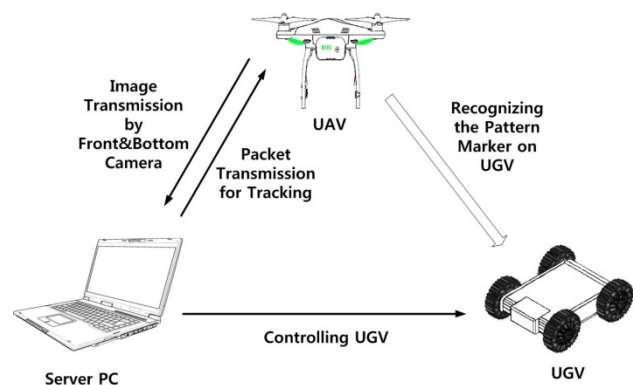 UAV
Image
Transmission
by
Front&Bottom
Camera
Packet
Transmission
for Tracking
Recognizing
the Pattern
Marker on
UGV
Controlling UGV
Server PC
UGV